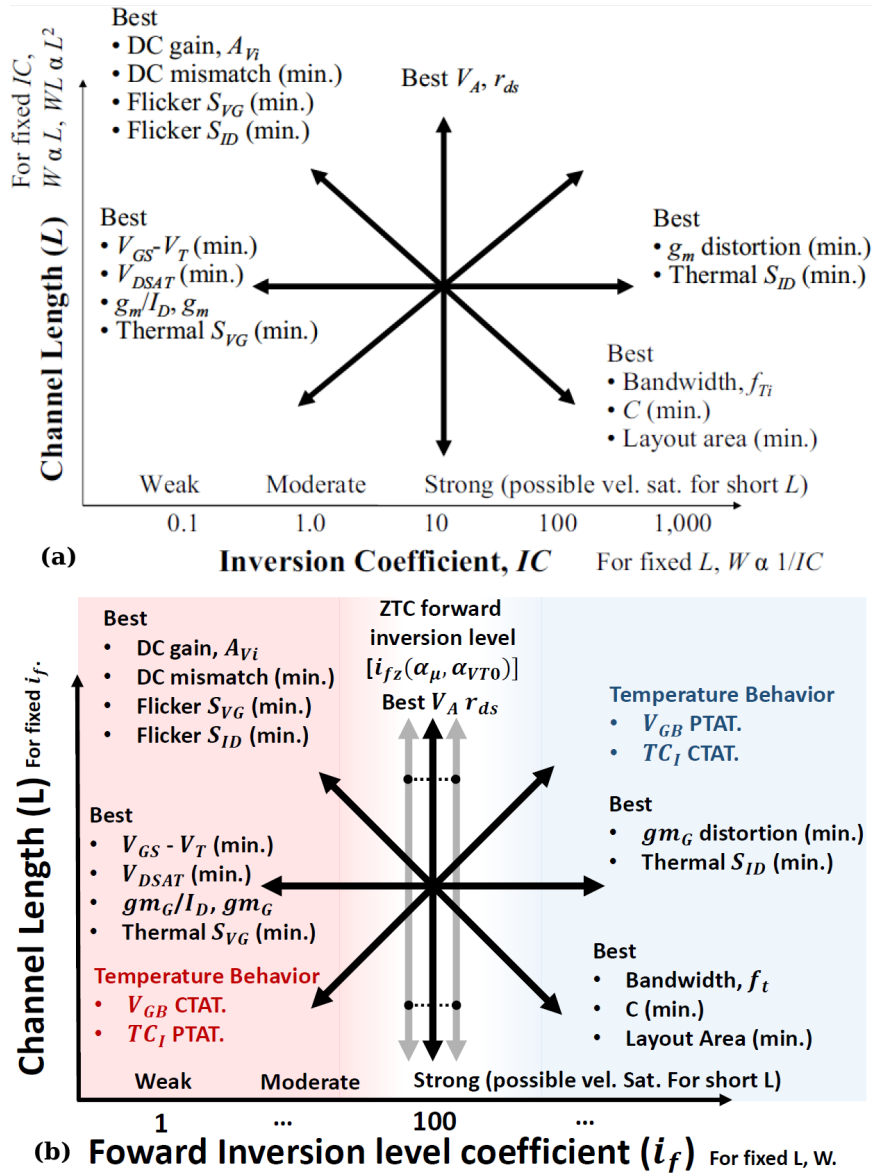 Best
• DC gain, A_Vi
• DC mismatch (min.)
• Flicker S_VG (min.)
• Flicker S_ID (min.)
Best V_A, r_ds
For fixed IC,
W α L, WL α L²
Channel Length (L)
Best
• V_GS-V_T (min.)
• V_DSAT (min.)
• g_m/I_D, g_m
• Thermal S_VG (min.)
Best
• g_m distortion (min.)
• Thermal S_ID (min.)
Best
• Bandwidth, f_Ti
• C (min.)
• Layout area (min.)
Weak Moderate Strong (possible vel. sat. for short L)
0.1 1.0 10 100 1,000
(a) Inversion Coefficient, IC For fixed L, W α 1/IC
Best
• DC gain, A_Vi
• DC mismatch (min.)
• Flicker S_VG (min.)
• Flicker S_ID (min.)
ZTC forward
inversion level
[i_fz(α_μ, α_VT0)]
Best V_A r_ds
Temperature Behavior
• V_GB PTAT.
• TC_I CTAT.
Channel Length (L) For fixed i_f.
Best
• V_GS - V_T (min.)
• V_DSAT (min.)
• gm_G/I_D, gm_G
• Thermal S_VG (min.)
Best
• gm_G distortion (min.)
• Thermal S_ID (min.)
Temperature Behavior
• V_GB CTAT.
• TC_I PTAT.
Best
• Bandwidth, f_t
• C (min.)
• Layout Area (min.)
Weak Moderate Strong (possible vel. Sat. For short L)
1 ... 100 ...
(b) Foward Inversion level coefficient (i_f) For fixed L, W.